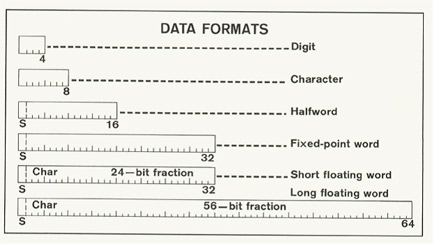 DATA FORMATS
Digit
4
Character
8
Halfword
S 16
Fixed-point word
S 32
Char 24-bit fraction Short floating word
S 32
Long floating word
Char 56-bit fraction
S 64